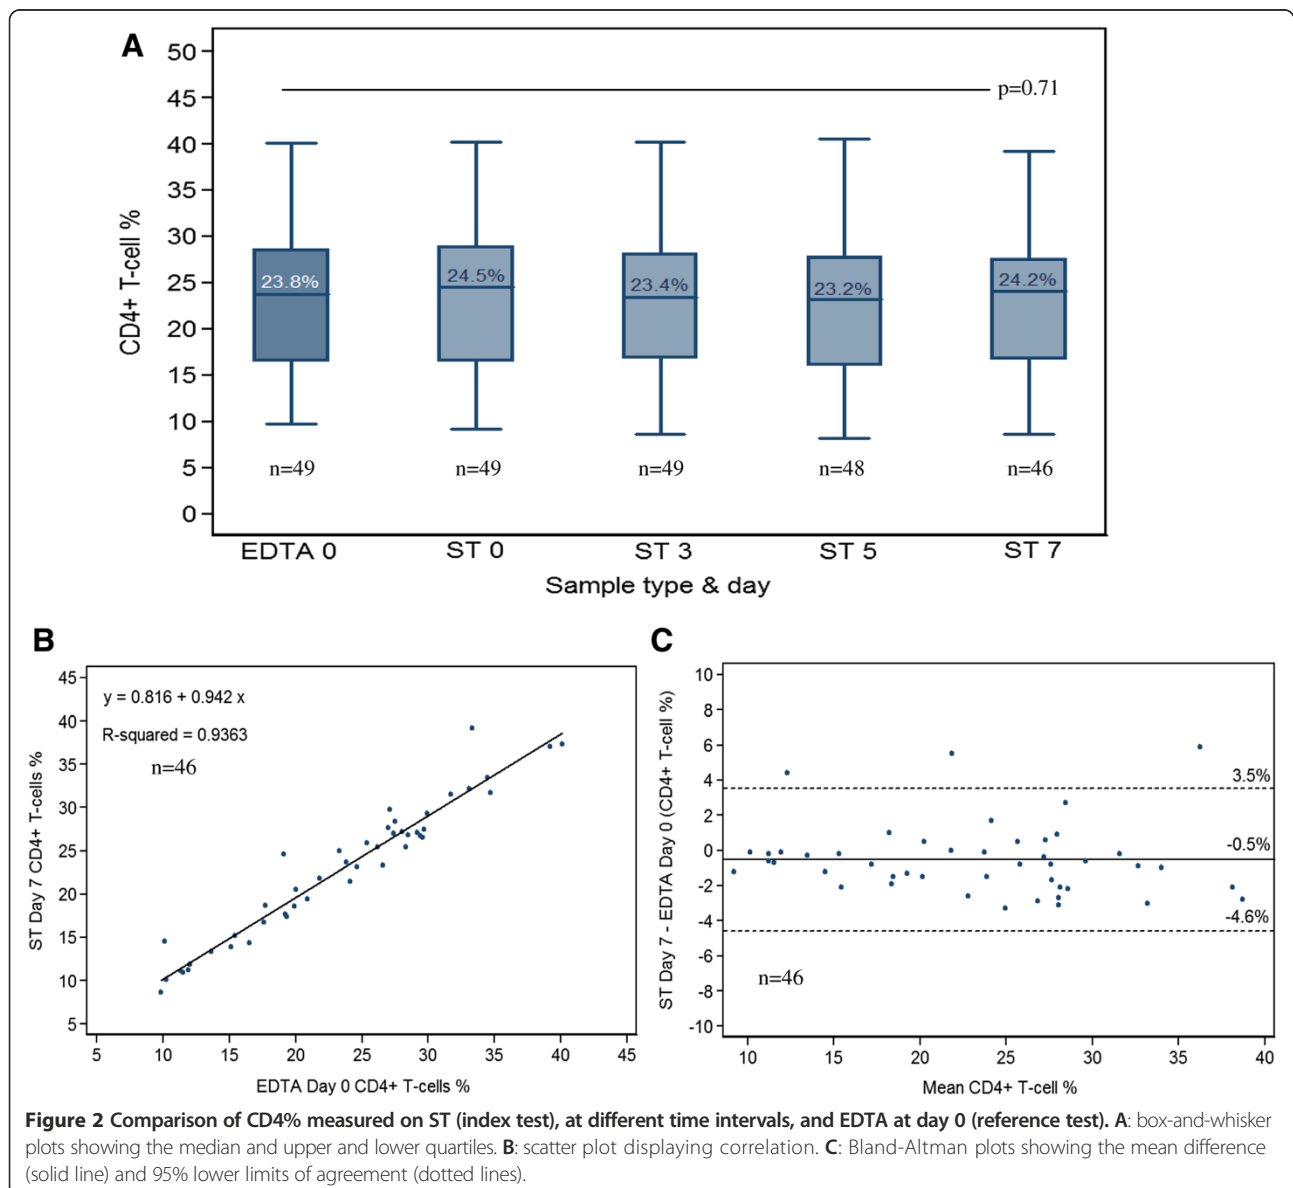 A
50
45
40
35
30
25
20
15
10
5
0
CD4+ T-cell %
p=0.71
23.8%
24.5%
23.4%
23.2%
24.2%
n=49
n=49
n=49
n=48
n=46
EDTA 0
ST 0
ST 3
ST 5
ST 7
Sample type & day
B
45
40
35
30
25
20
15
10
5
ST Day 7 CD4+ T-cells %
y = 0.816 + 0.942 x
R-squared = 0.9363
n=46
5
10
15
20
25
30
35
40
45
EDTA Day 0 CD4+ T-cells %
C
10
8
6
4
2
0
-2
-4
-6
-8
-10
ST Day 7 - EDTA Day 0 (CD4+ T-cell %)
3.5%
-0.5%
-4.6%
n=46
10
15
20
25
30
35
40
Mean CD4+ T-cell %
Figure 2 Comparison of CD4% measured on ST (index test), at different time intervals, and EDTA at day 0 (reference test). A: box-and-whisker
plots showing the median and upper and lower quartiles. B: scatter plot displaying correlation. C: Bland-Altman plots showing the mean difference
(solid line) and 95% lower limits of agreement (dotted lines).